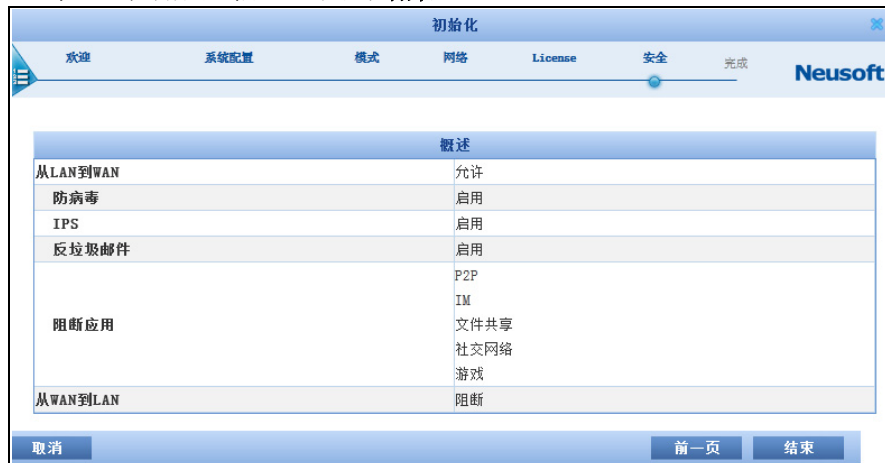 初始化
欢迎 系统配置 模式 网络 License 安全 完成
Neusoft
概述
从LAN到WAN 允许
防病毒 启用
IPS 启用
反垃圾邮件 启用
阻断应用
P2P
IM
文件共享
社交网络
游戏
从WAN到LAN 阻断
取消 前一页 结束